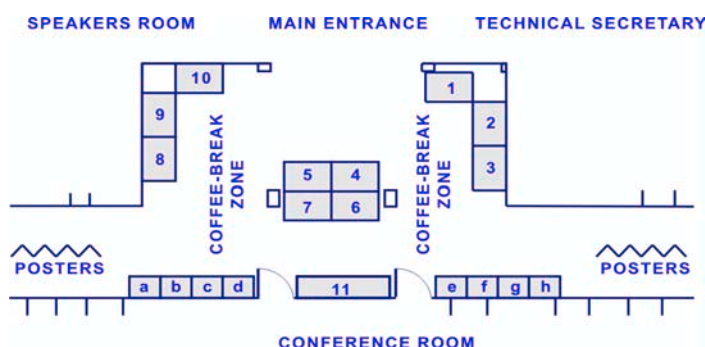 SPEAKERS ROOM
MAIN ENTRANCE
TECHNICAL SECRETARY
10
1
9
2
8
3
COFFEE-BREAK
ZONE
5
4
7
6
COFFEE-BREAK
ZONE
POSTERS
POSTERS
a
b
c
d
11
e
f
g
h
CONFERENCE ROOM